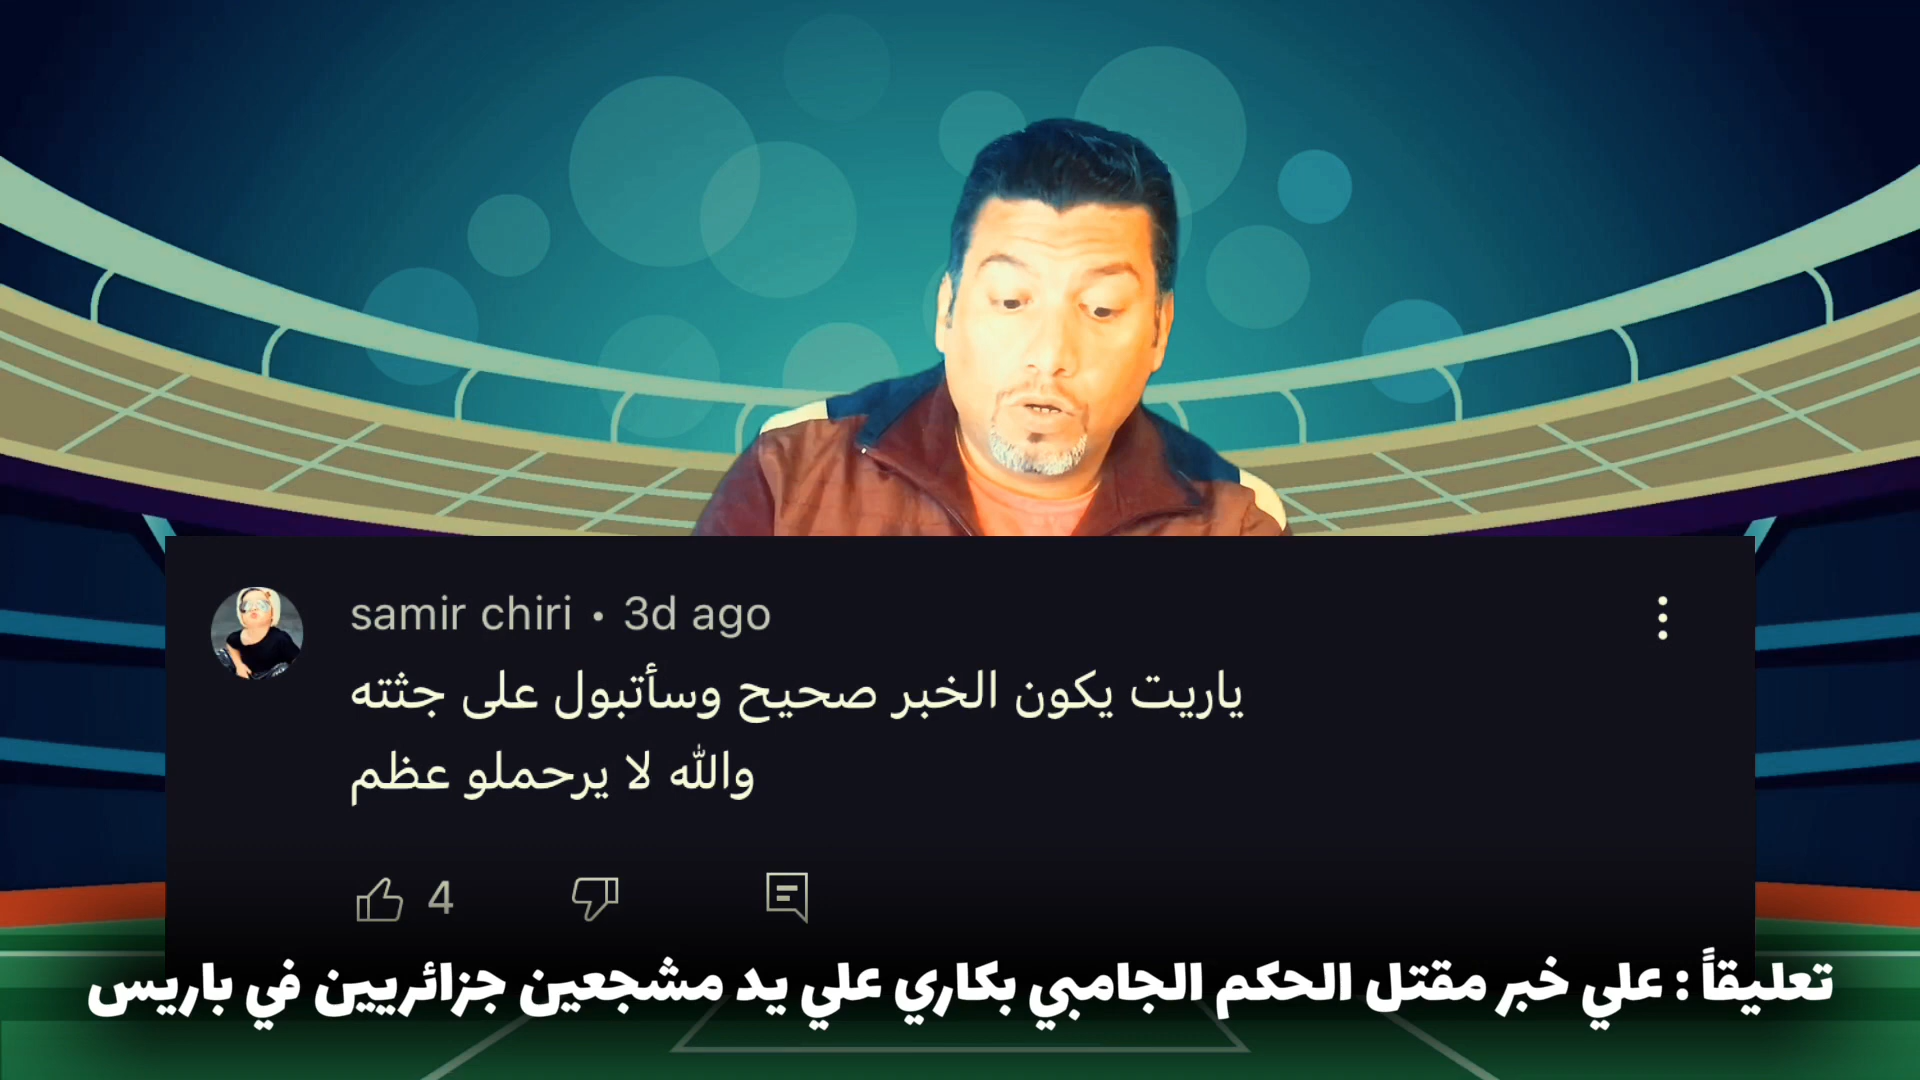 samir chiri • 3d ago
ياريت يكون الخبر صحيح وسأتبول على جثته
والله لا يرحملو عظم
4
تعليقاً : علي خبر مقتل الحكم الجامبي بكاري علي يد مشجعين جزائريين في باريس